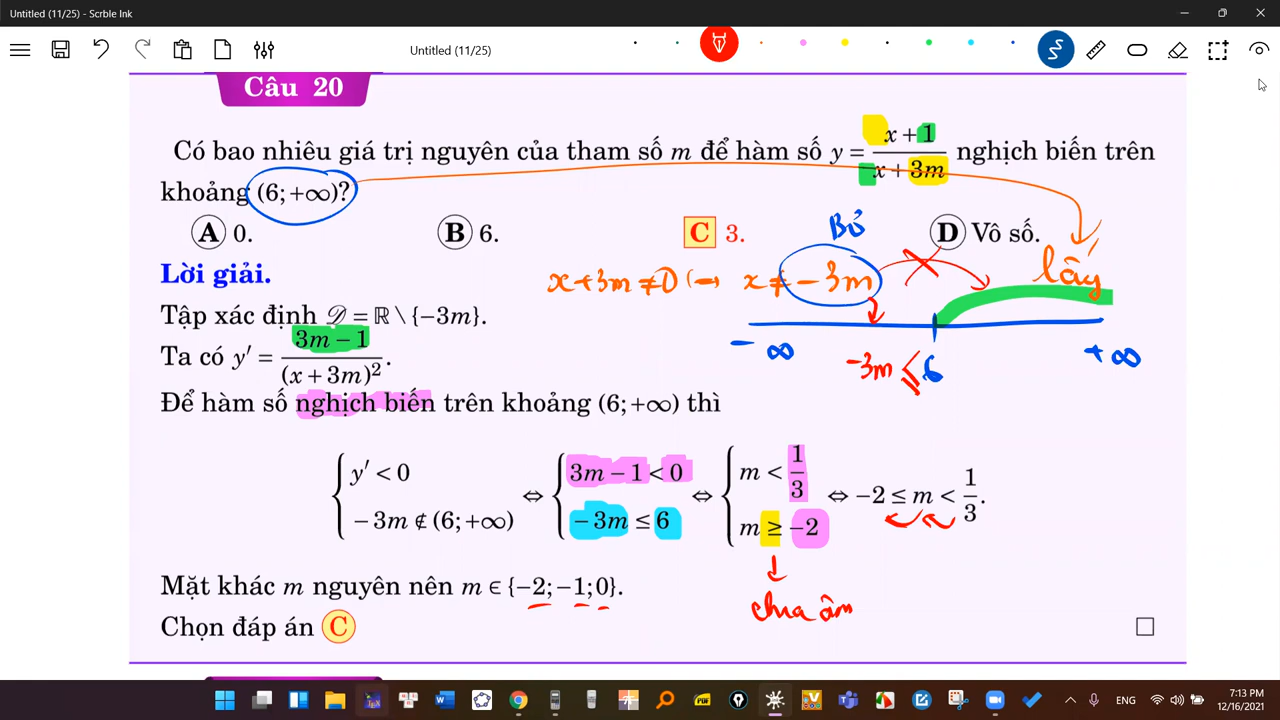 Untitled (11/25) - Scrble Ink
Untitled (11/25)
Câu 20
Có bao nhiêu giá trị nguyên của tham số m để hàm số y = (x + 1)/(x + 3m) nghịch biến trên
khoảng (6; +∞)?
A 0.
B 6.
C 3.
D Vô số.
Bỏ
Lời giải.
x + 3m ≠ 0 ↔ x ≠ - 3m
lấy
Tập xác định 𝒟 = ℝ \ {−3m}.
Ta có y′ = (3m − 1)/(x + 3m)².
- ∞
-3m ≤ 6
+ ∞
Để hàm số nghịch biến trên khoảng (6; +∞) thì
{ y′ < 0
−3m ∉ (6; +∞)
⇔ { 3m − 1 < 0
−3m ≤ 6
⇔ { m < 1/3
m ≥ −2
⇔ −2 ≤ m < 1/3.
Mặt khác m nguyên nên m ∈ {−2; −1; 0}.
chia âm
Chọn đáp án C
ENG
7:13 PM
12/16/2021